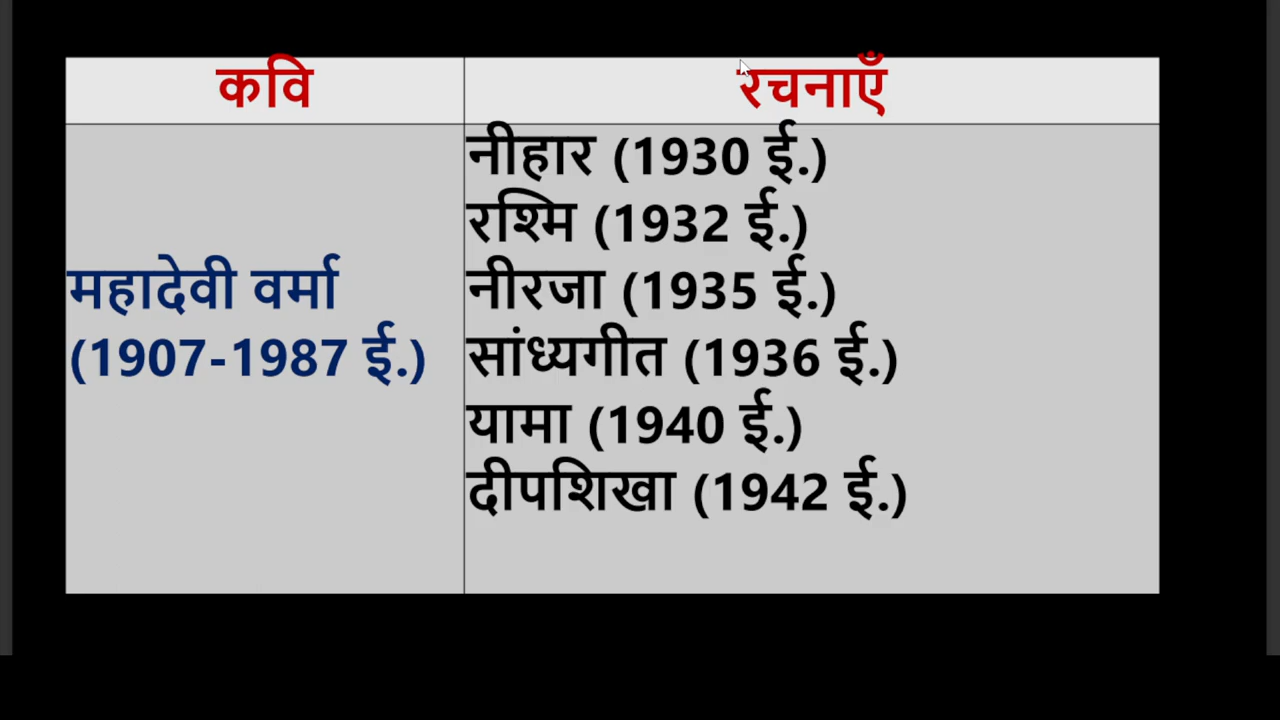 कवि
रचनाएँ
महादेवी वर्मा
(1907-1987 ई.)
नीहार (1930 ई.)
रश्मि (1932 ई.)
नीरजा (1935 ई.)
सांध्यगीत (1936 ई.)
यामा (1940 ई.)
दीपशिखा (1942 ई.)